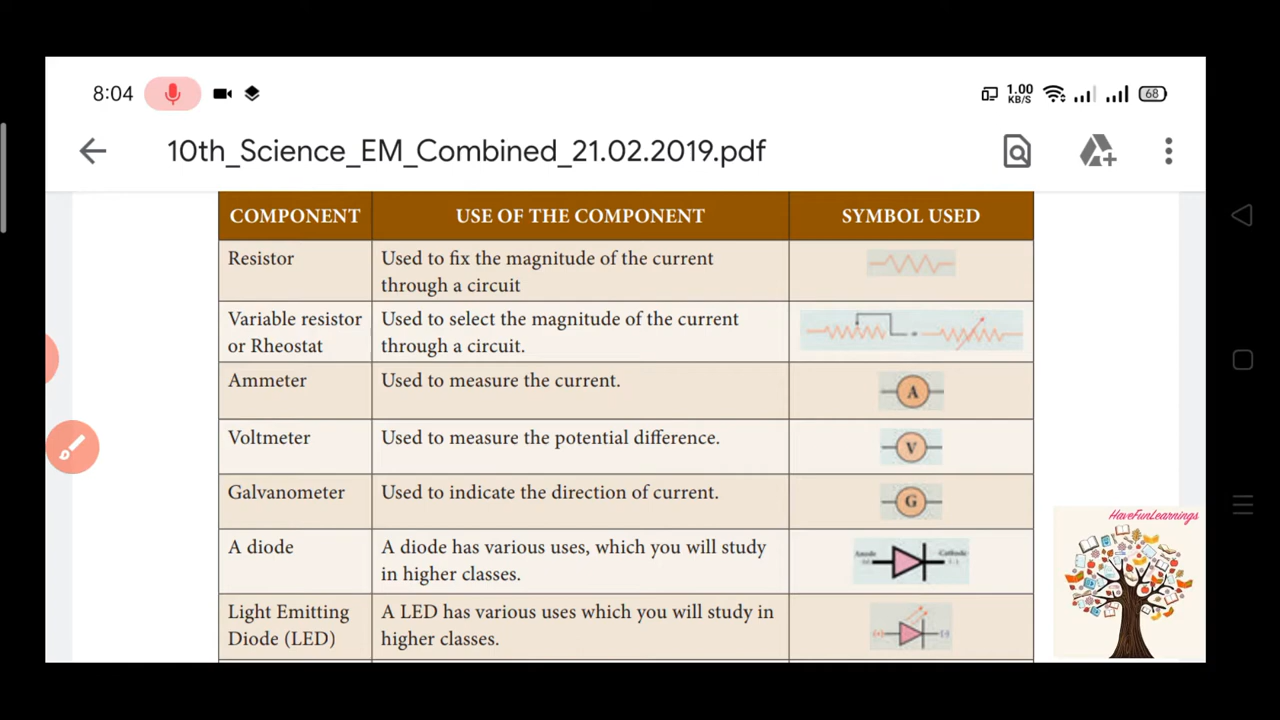 8:04
1.00
KB/S
68
10th_Science_EM_Combined_21.02.2019.pdf
COMPONENT USE OF THE COMPONENT SYMBOL USED
Resistor Used to fix the magnitude of the current
through a circuit
Variable resistor Used to select the magnitude of the current
or Rheostat through a circuit.
Ammeter Used to measure the current. A
Voltmeter Used to measure the potential difference. V
Galvanometer Used to indicate the direction of current. G
HaveFunLearnings
A diode A diode has various uses, which you will study Anode Cathode
in higher classes.
Light Emitting A LED has various uses which you will study in
Diode (LED) higher classes. (+) (-)